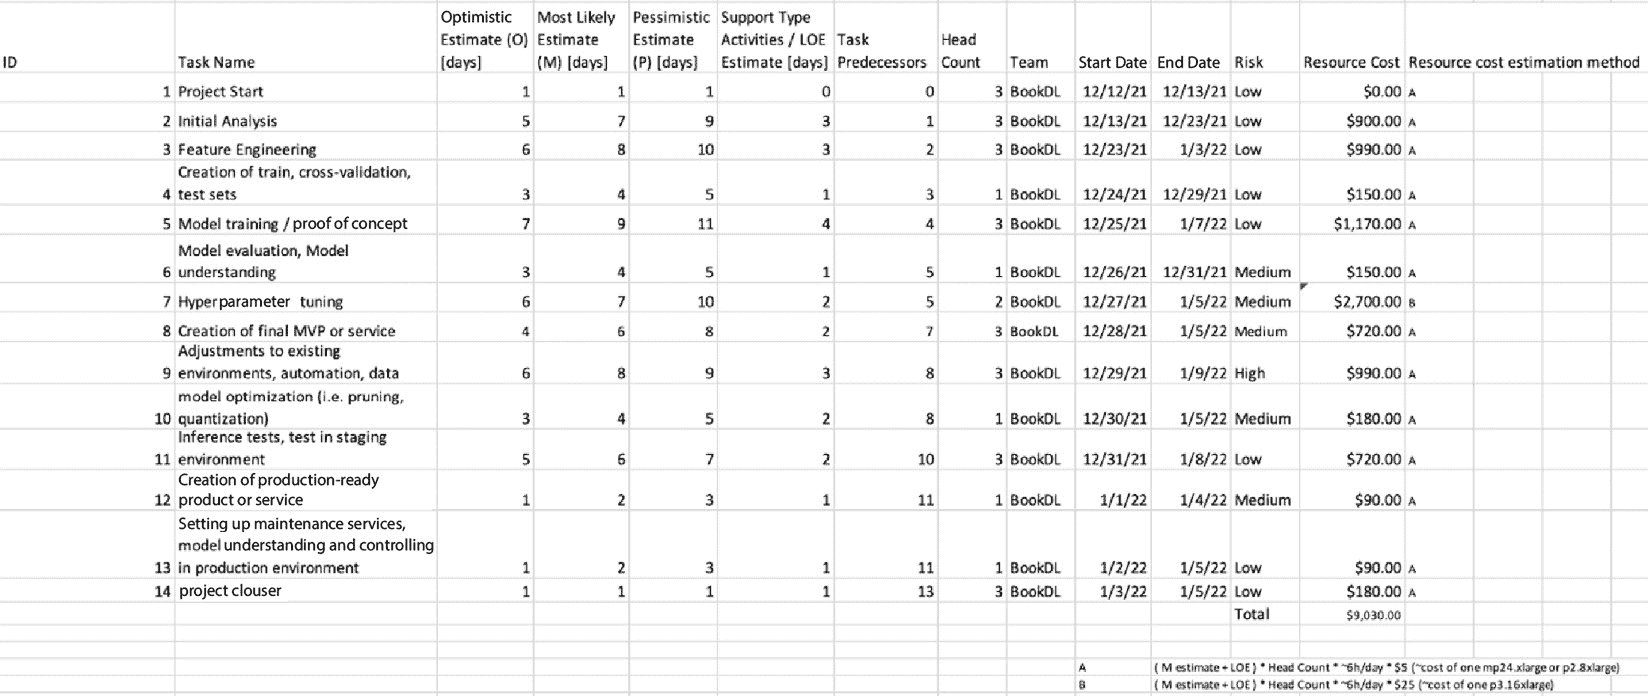 Optimistic Most Likely Pessimistic Support Type
Estimate (O) Estimate Estimate Activities / LOE Task Head
ID Task Name [days] (M) [days] (P) [days] Estimate [days] Predecessors Count Team Start Date End Date Risk Resource Cost Resource cost estimation method
1 Project Start 1 1 1 0 0 3 BookDL 12/12/21 12/13/21 Low $0.00 A
2 Initial Analysis 5 7 9 3 1 3 BookDL 12/13/21 12/23/21 Low $900.00 A
3 Feature Engineering 6 8 10 3 2 3 BookDL 12/23/21 1/3/22 Low $990.00 A
Creation of train, cross-validation,
4 test sets 3 4 5 1 3 1 BookDL 12/24/21 12/29/21 Low $150.00 A
5 Model training / proof of concept 7 9 11 4 4 3 BookDL 12/25/21 1/7/22 Low $1,170.00 A
Model evaluation, Model
6 understanding 3 4 5 1 5 1 BookDL 12/26/21 12/31/21 Medium $150.00 A
7 Hyperparameter tuning 6 7 10 2 5 2 BookDL 12/27/21 1/5/22 Medium $2,700.00 B
8 Creation of final MVP or service 4 6 8 2 7 3 BookDL 12/28/21 1/5/22 Medium $720.00 A
Adjustments to existing
9 environments, automation, data 6 8 9 3 8 3 BookDL 12/29/21 1/9/22 High $990.00 A
model optimization (i.e. pruning,
10 quantization) 3 4 5 2 8 1 BookDL 12/30/21 1/5/22 Medium $180.00 A
Inference tests, test in staging
11 environment 5 6 7 2 10 3 BookDL 12/31/21 1/8/22 Low $720.00 A
Creation of production-ready
12 product or service 1 2 3 1 11 1 BookDL 1/1/22 1/4/22 Medium $90.00 A
Setting up maintenance services,
model understanding and controlling
13 in production environment 1 2 3 1 11 1 BookDL 1/2/22 1/5/22 Low $90.00 A
14 project clouser 1 1 1 1 13 3 BookDL 1/3/22 1/5/22 Low $180.00 A
Total $9,030.00
A ( M estimate + LOE ) * Head Count * ~6h/day * $5 (~cost of one mp24.xlarge or p2.8xlarge)
B ( M estimate + LOE ) * Head Count * ~6h/day * $25 (~cost of one p3.16xlarge)